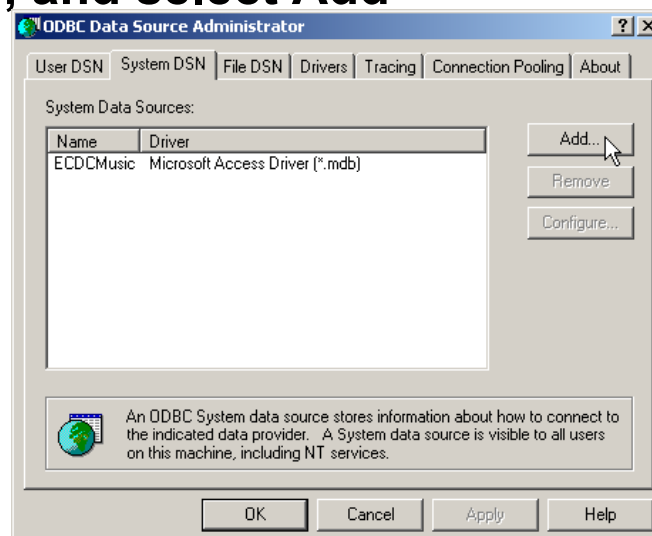 , and select Add
ODBC Data Source Administrator
User DSN System DSN File DSN Drivers Tracing Connection Pooling About
System Data Sources:
Name Driver
ECDCMusic Microsoft Access Driver (*.mdb)
Add...
Remove
Configure...
An ODBC System data source stores information about how to connect to
the indicated data provider. A System data source is visible to all users
on this machine, including NT services.
OK Cancel Apply Help